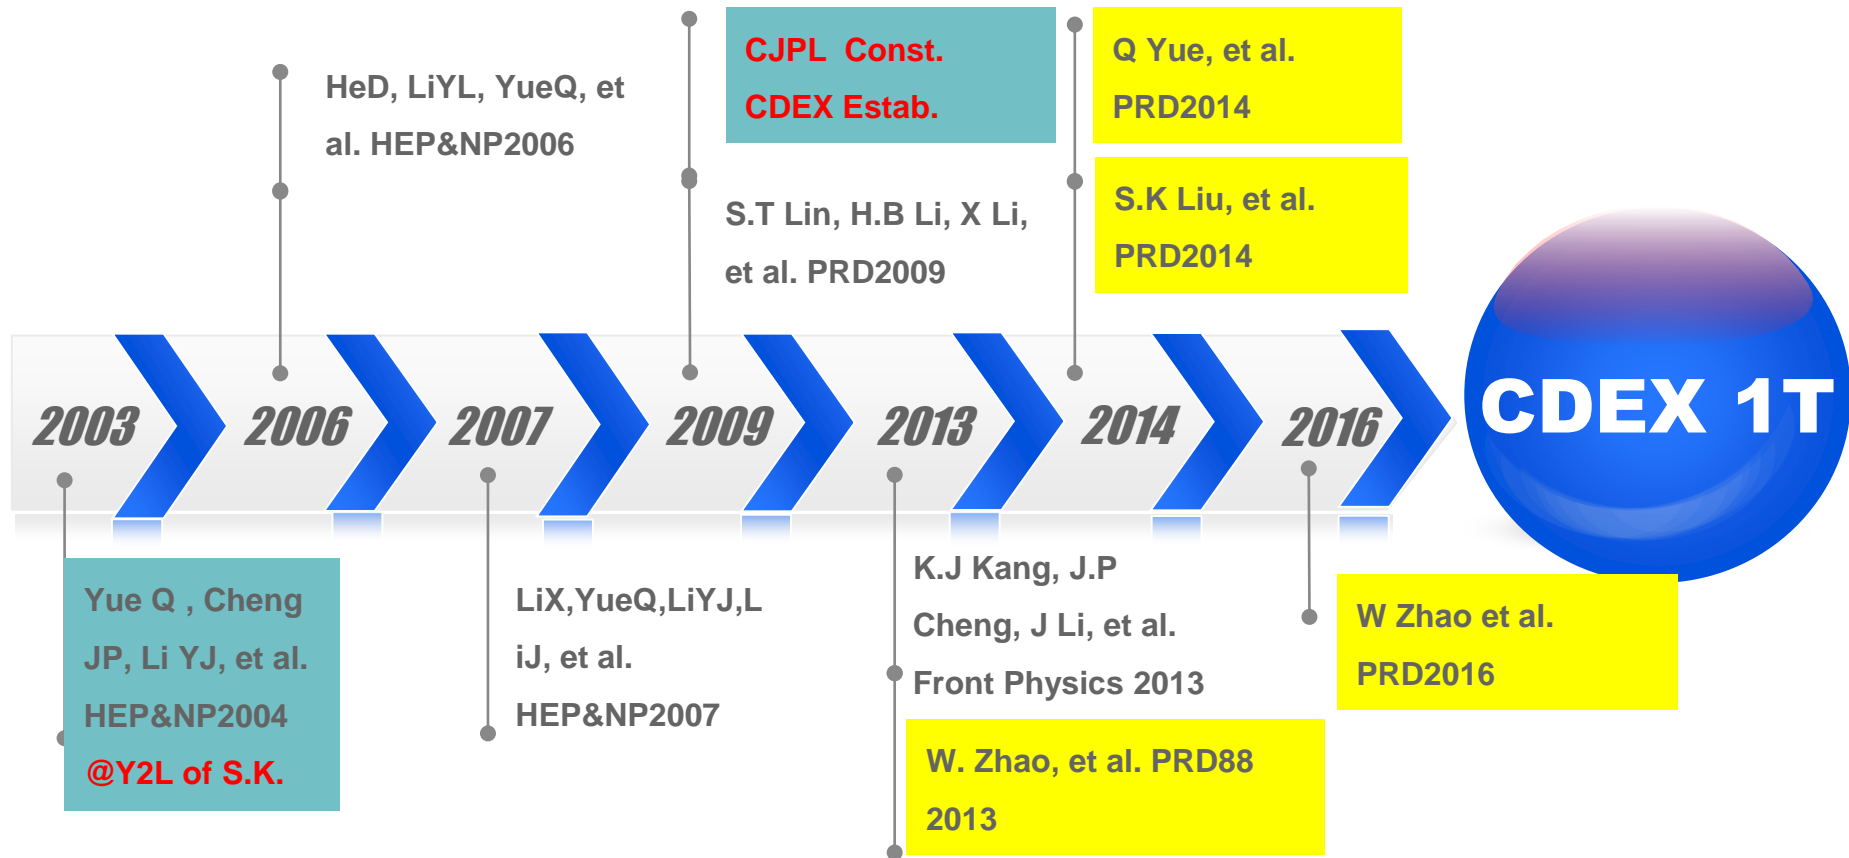 HeD, LiYL, YueQ, et
al. HEP&NP2006
CJPL Const.
CDEX Estab.
S.T Lin, H.B Li, X Li,
et al. PRD2009
Q Yue, et al.
PRD2014
S.K Liu, et al.
PRD2014
2003
2006
2007
2009
2013
2014
2016
CDEX 1T
Yue Q , Cheng
JP, Li YJ, et al.
HEP&NP2004
@Y2L of S.K.
LiX,YueQ,LiYJ,L
iJ, et al.
HEP&NP2007
K.J Kang, J.P
Cheng, J Li, et al.
Front Physics 2013
W. Zhao, et al. PRD88
2013
W Zhao et al.
PRD2016